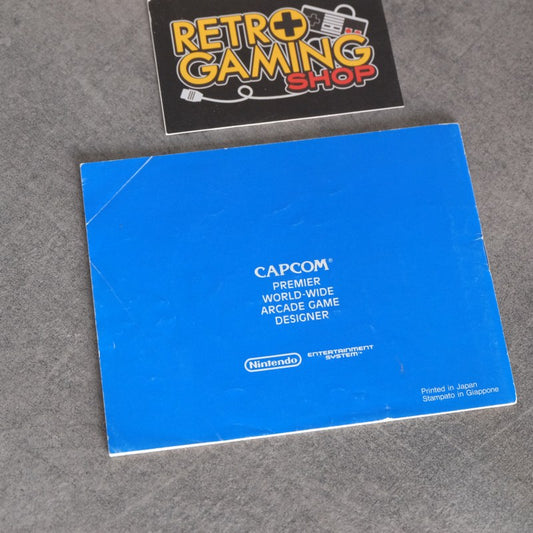 RETRO
GAMING
SHOP
CAPCOM®
PREMIER
WORLD-WIDE
ARCADE GAME
DESIGNER
Nintendo®
ENTERTAINMENT
SYSTEM™
Printed in Japan
Stampato in Giappone